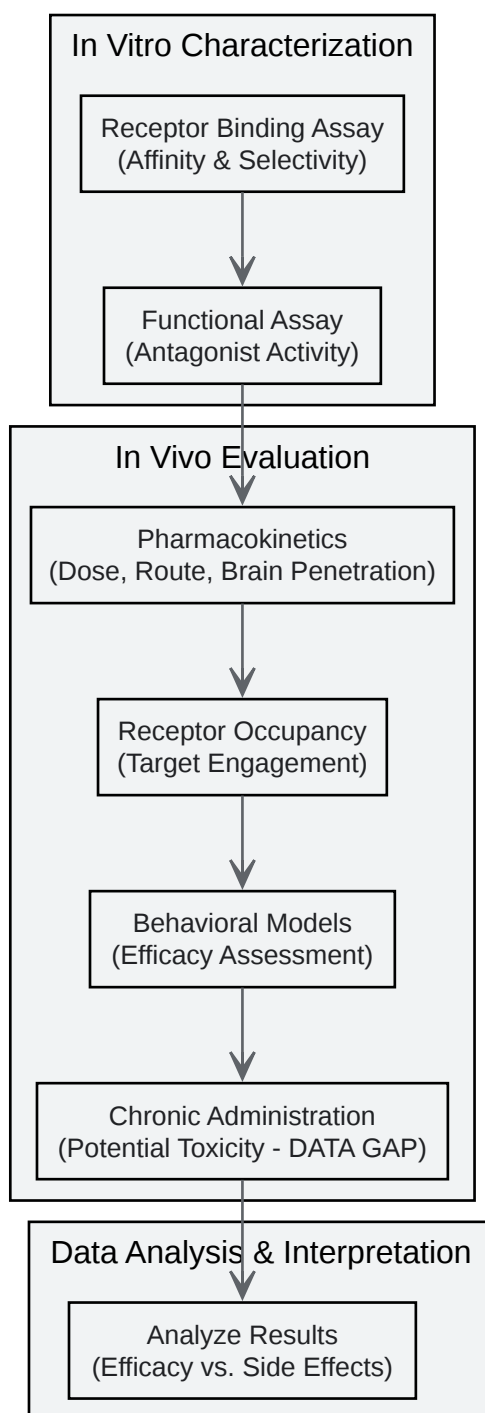 In Vitro Characterization
Receptor Binding Assay
(Affinity & Selectivity)
Functional Assay
(Antagonist Activity)
In Vivo Evaluation
Pharmacokinetics
(Dose, Route, Brain Penetration)
Receptor Occupancy
(Target Engagement)
Behavioral Models
(Efficacy Assessment)
Chronic Administration
(Potential Toxicity - DATA GAP)
Data Analysis & Interpretation
Analyze Results
(Efficacy vs. Side Effects)